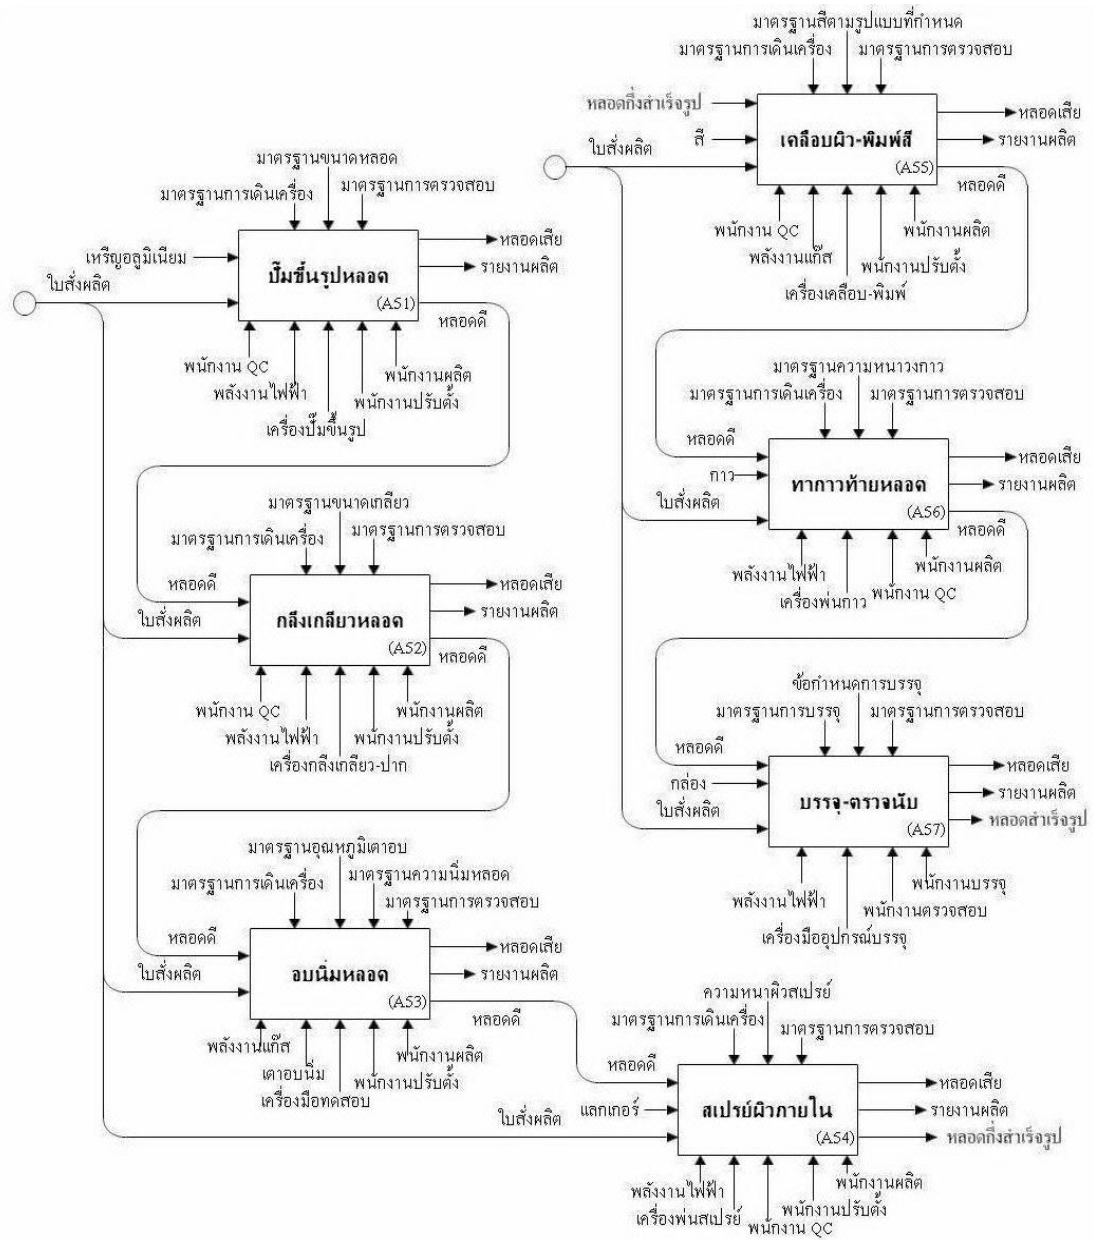 มาตรฐานขนาดหลอด
มาตรฐานการเดินเครื่อง
มาตรฐานการตรวจสอบ
เหรีญอลูมิเนียม
ใบสั่งผลิต
ปั๊มขึ้นรูปหลอด
(A51)
หลอดเสีย
รายงานผลิต
หลอดดี
พนักงาน QC
พลังงานไฟฟ้า
เครื่องปั๊มขึ้นรูป
พนักงานปรับตั้ง
พนักงานผลิต
มาตรฐานขนาดเกลียว
มาตรฐานการเดินเครื่อง
มาตรฐานการตรวจสอบ
หลอดดี
ใบสั่งผลิต
กลึงเกลียวหลอด
(A52)
หลอดเสีย
รายงานผลิต
หลอดดี
พนักงาน QC
พลังงานไฟฟ้า
เครื่องกลึงเกลียว-ปาก
พนักงานปรับตั้ง
พนักงานผลิต
มาตรฐานอุณหภูมิเตาอบ
มาตรฐานการเดินเครื่อง
มาตรฐานความนิ่มหลอด
มาตรฐานการตรวจสอบ
หลอดดี
ใบสั่งผลิต
อบนิ่มหลอด
(A53)
หลอดเสีย
รายงานผลิต
หลอดดี
พลังงานแก๊ส
เตาอบนิ่ม
เครื่องมือทดสอบ
พนักงานปรับตั้ง
พนักงานผลิต
ความหนาผิวสเปรย์
มาตรฐานการเดินเครื่อง
มาตรฐานการตรวจสอบ
หลอดดี
แลกเกอร์
ใบสั่งผลิต
สเปรย์ผิวภายใน
(A54)
หลอดเสีย
รายงานผลิต
หลอดกึ่งสำเร็จรูป
พลังงานไฟฟ้า
เครื่องพ่นสเปรย์
พนักงาน QC
พนักงานปรับตั้ง
พนักงานผลิต
มาตรฐานสีตามรูปแบบที่กำหนด
มาตรฐานการเดินเครื่อง
มาตรฐานการตรวจสอบ
หลอดกึ่งสำเร็จรูป
สี
ใบสั่งผลิต
เคลือบผิว-พิมพ์สี
(A55)
หลอดเสีย
รายงานผลิต
หลอดดี
พนักงาน QC
พลังงานแก๊ส
เครื่องเคลือบ-พิมพ์
พนักงานปรับตั้ง
พนักงานผลิต
มาตรฐานความหนาวงกาว
มาตรฐานการเดินเครื่อง
มาตรฐานการตรวจสอบ
หลอดดี
กาว
ใบสั่งผลิต
ทากาวท้ายหลอด
(A56)
หลอดเสีย
รายงานผลิต
หลอดดี
พลังงานไฟฟ้า
เครื่องพ่นกาว
พนักงาน QC
พนักงานผลิต
ข้อกำหนดการบรรจุ
มาตรฐานการบรรจุ
มาตรฐานการตรวจสอบ
หลอดดี
กล่อง
ใบสั่งผลิต
บรรจุ-ตรวจนับ
(A57)
หลอดเสีย
รายงานผลิต
หลอดสำเร็จรูป
พลังงานไฟฟ้า
เครื่องมืออุปกรณ์บรรจุ
พนักงานตรวจสอบ
พนักงานบรรจุ